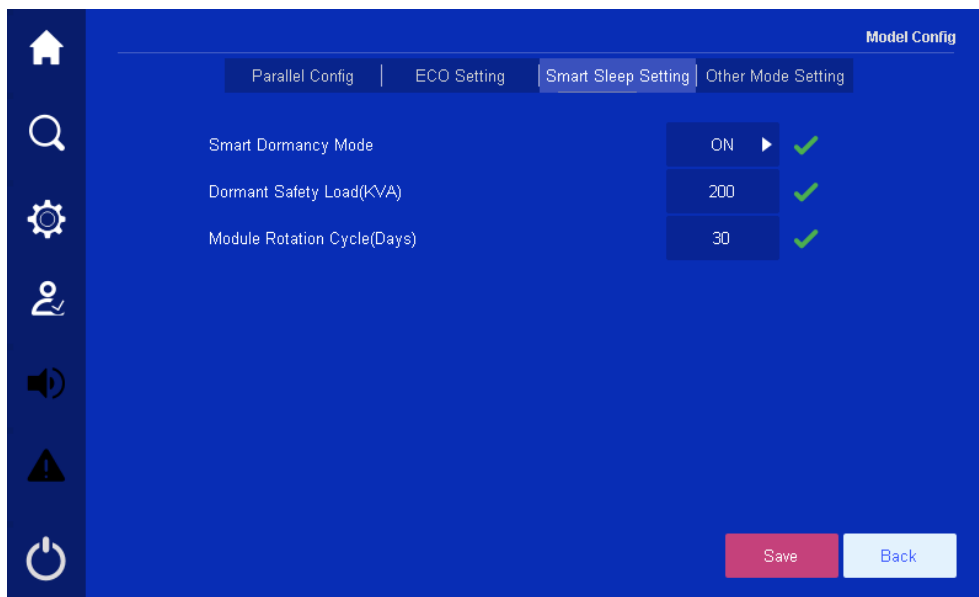 Model Config
Parallel Config ECO Setting Smart Sleep Setting Other Mode Setting
Smart Dormancy Mode ON
Dormant Safety Load(KVA) 200
Module Rotation Cycle(Days) 30
Save Back